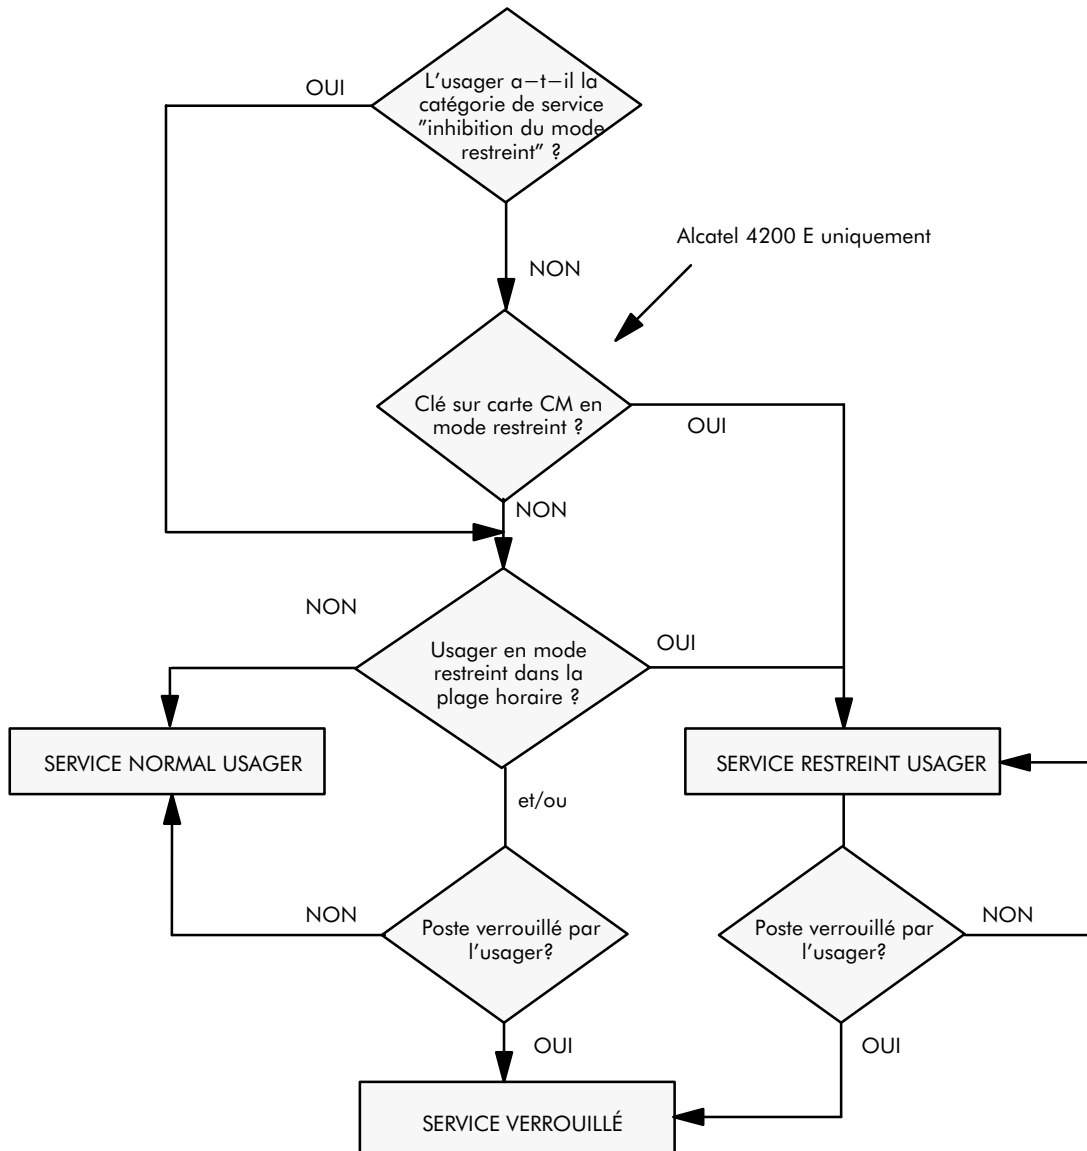 OUI
L'usager a–t–il la
catégorie de service
"inhibition du mode
restreint" ?
Alcatel 4200 E uniquement
NON
Clé sur carte CM en
mode restreint ?
OUI
NON
NON
OUI
Usager en mode
restreint dans la
plage horaire ?
SERVICE NORMAL USAGER
SERVICE RESTREINT USAGER
et/ou
NON
Poste verrouillé par
l'usager?
Poste verrouillé par
l'usager?
NON
OUI
OUI
SERVICE VERROUILLÉ